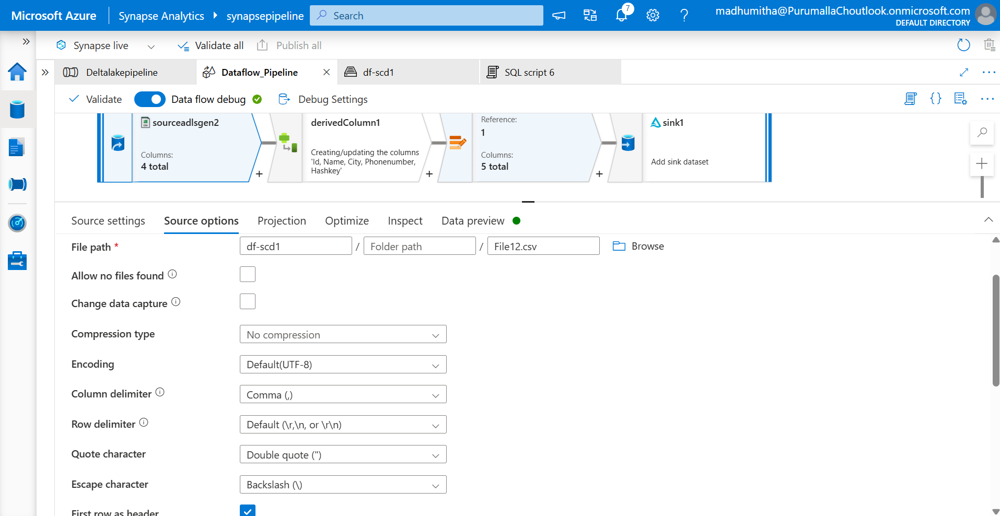 Microsoft Azure
Synapse Analytics
synapsepipeline
Search
7
madhumitha@PurumallaChoutlook.onmicrosoft.com
DEFAULT DIRECTORY
Synapse live
Validate all
Publish all
Deltalakepipeline
Dataflow_Pipeline
df-scd1
SQL script 6
Validate
Data flow debug
Debug Settings
sourceadlsgen2
Columns:
4 total
derivedColumn1
Creating/updating the columns
'Id, Name, City, Phonenumber,
Hashkey'
Reference:
1
Columns:
5 total
sink1
Add sink dataset
Source settings
Source options
Projection
Optimize
Inspect
Data preview
File path *
df-scd1
/
Folder path
/
File12.csv
Browse
Allow no files found
Change data capture
Compression type
No compression
Encoding
Default(UTF-8)
Column delimiter
Comma (,)
Row delimiter
Default (\r,\n, or \r\n)
Quote character
Double quote (")
Escape character
Backslash (\)
First row as header